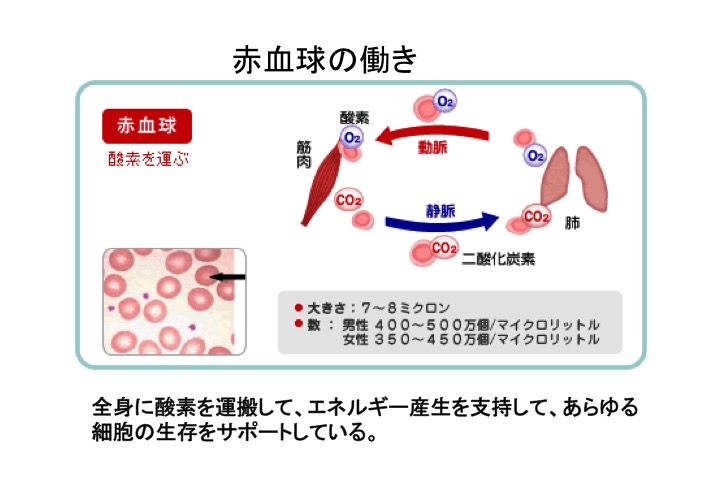 赤血球の働き
赤血球
酸素を運ぶ
酸素
O₂
筋肉
O₂
動脈
O₂
肺
CO₂
静脈
CO₂
CO₂
二酸化炭素
●大きさ：７～８ミクロン
●数 ： 男性 ４００～５００万個/マイクロリットル
女性 ３５０～４５０万個/マイクロリットル
全身に酸素を運搬して、エネルギー産生を支持して、あらゆる
細胞の生存をサポートしている。